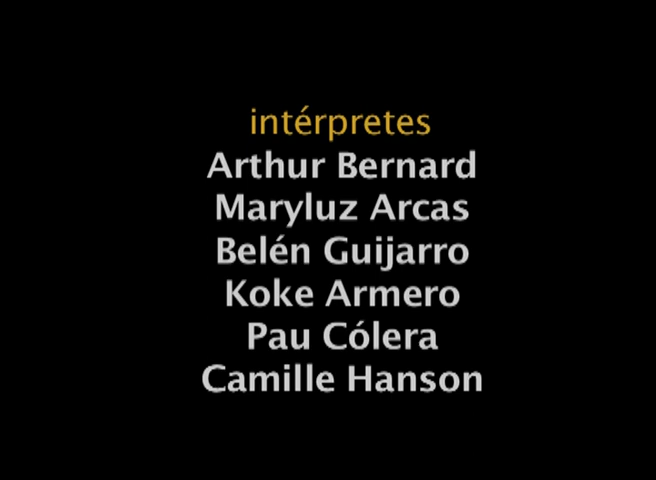 intérpretes
Arthur Bernard
Maryluz Arcas
Belén Guijarro
Koke Armero
Pau Cólera
Camille Hanson